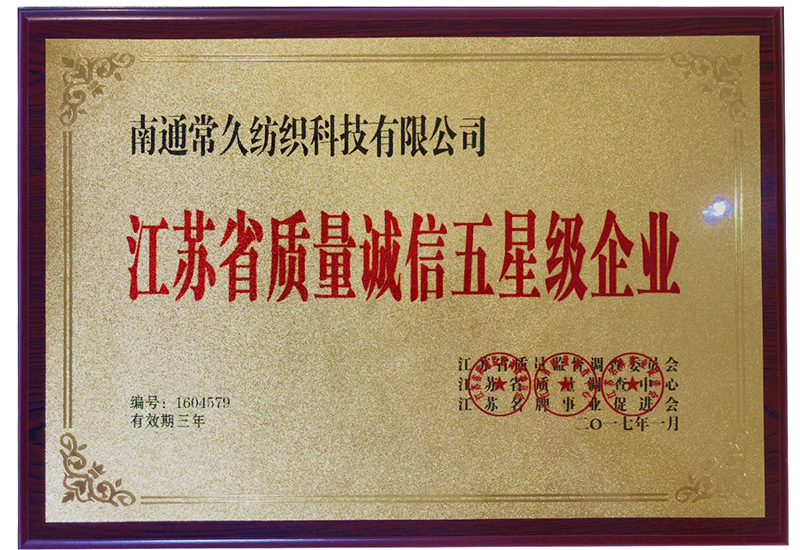 南通常久纺织科技有限公司
江苏省质量诚信五星级企业
江苏省质量监督调查委员会
江苏省质量调查中心
江苏名牌事业促进会
编号：1604579
有效期三年
二〇一七年一月